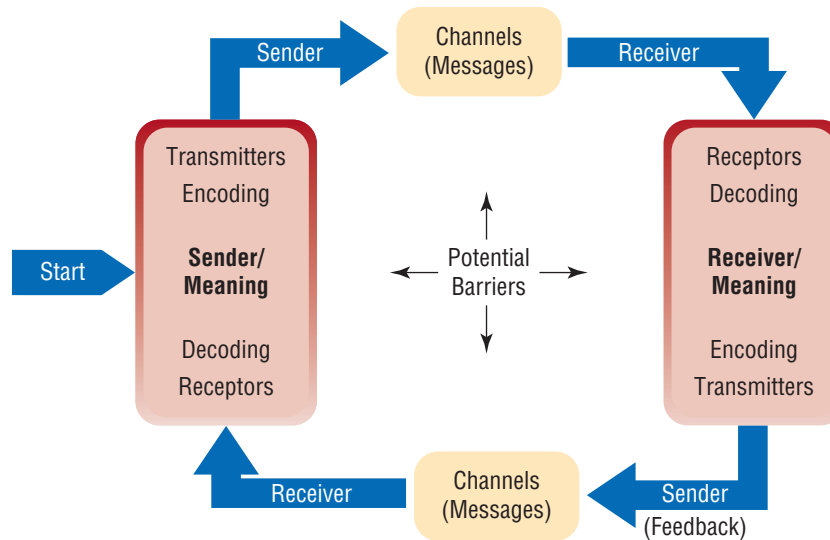 Sender
Channels
(Messages)
Receiver
Transmitters
Encoding
Sender/
Meaning
Decoding
Receptors
Start
Potential
Barriers
Receptors
Decoding
Receiver/
Meaning
Encoding
Transmitters
Receiver
Channels
(Messages)
Sender
(Feedback)